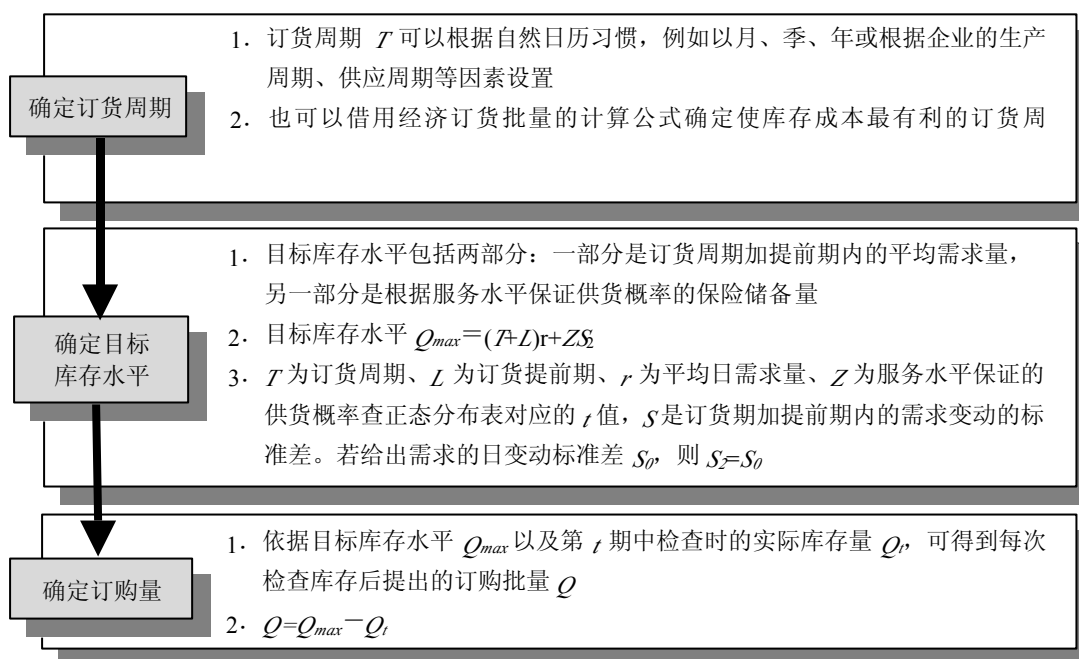 确定订货周期
1．订货周期 T 可以根据自然日历习惯，例如以月、季、年或根据企业的生产
周期、供应周期等因素设置
2．也可以借用经济订货批量的计算公式确定使库存成本最有利的订货周
确定目标
库存水平
1．目标库存水平包括两部分：一部分是订货周期加提前期内的平均需求量，
另一部分是根据服务水平保证供货概率的保险储备量
2．目标库存水平 Qmax＝(T+L)r+ZS2
3．T 为订货周期、L 为订货提前期、r 为平均日需求量、Z 为服务水平保证的
供货概率查正态分布表对应的 t 值，S 是订货期加提前期内的需求变动的标
准差。若给出需求的日变动标准差 S0，则 S2=S0
确定订购量
1．依据目标库存水平 Qmax 以及第 t 期中检查时的实际库存量 Qt，可得到每次
检查库存后提出的订购批量 Q
2．Q=Qmax－Qt